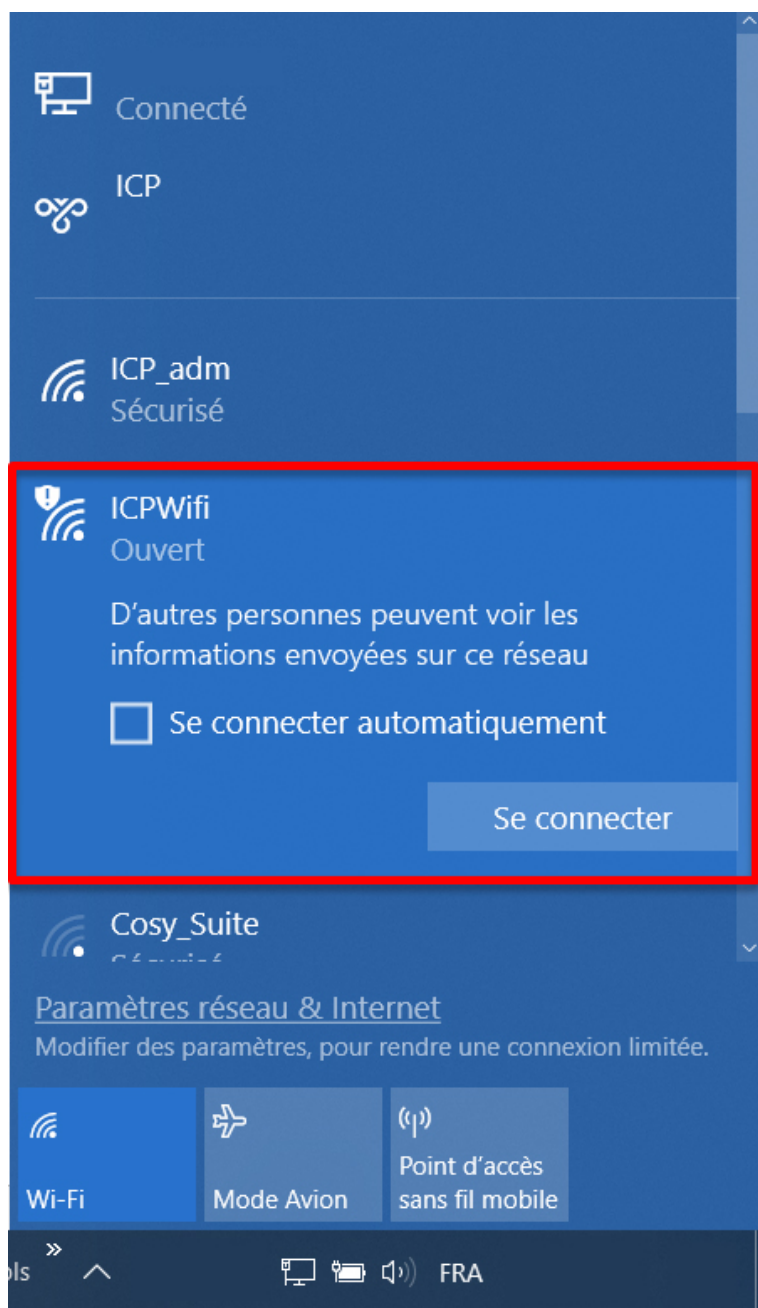 Connecté
ICP
ICP_adm
Sécurisé
ICPWifi
Ouvert
D'autres personnes peuvent voir les
informations envoyées sur ce réseau
Se connecter automatiquement
Se connecter
Cosy_Suite
Paramètres réseau & Internet
Modifier des paramètres, pour rendre une connexion limitée.
Wi-Fi
Mode Avion
Point d'accès
sans fil mobile
FRA